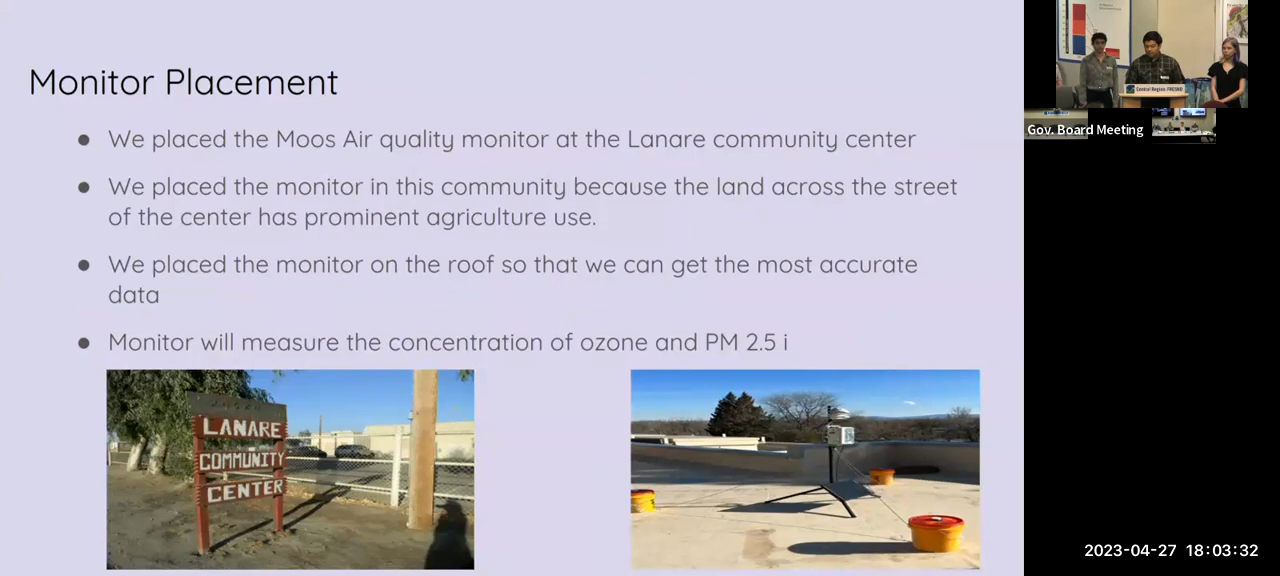 Monitor Placement
● We placed the Moos Air quality monitor at the Lanare community center
● We placed the monitor in this community because the land across the street
of the center has prominent agriculture use.
● We placed the monitor on the roof so that we can get the most accurate
data
● Monitor will measure the concentration of ozone and PM 2.5 i
LANARE
COMMUNITY
CENTER
Central Region-FRESNO
Gov. Board Meeting
2023-04-27 18:03:32